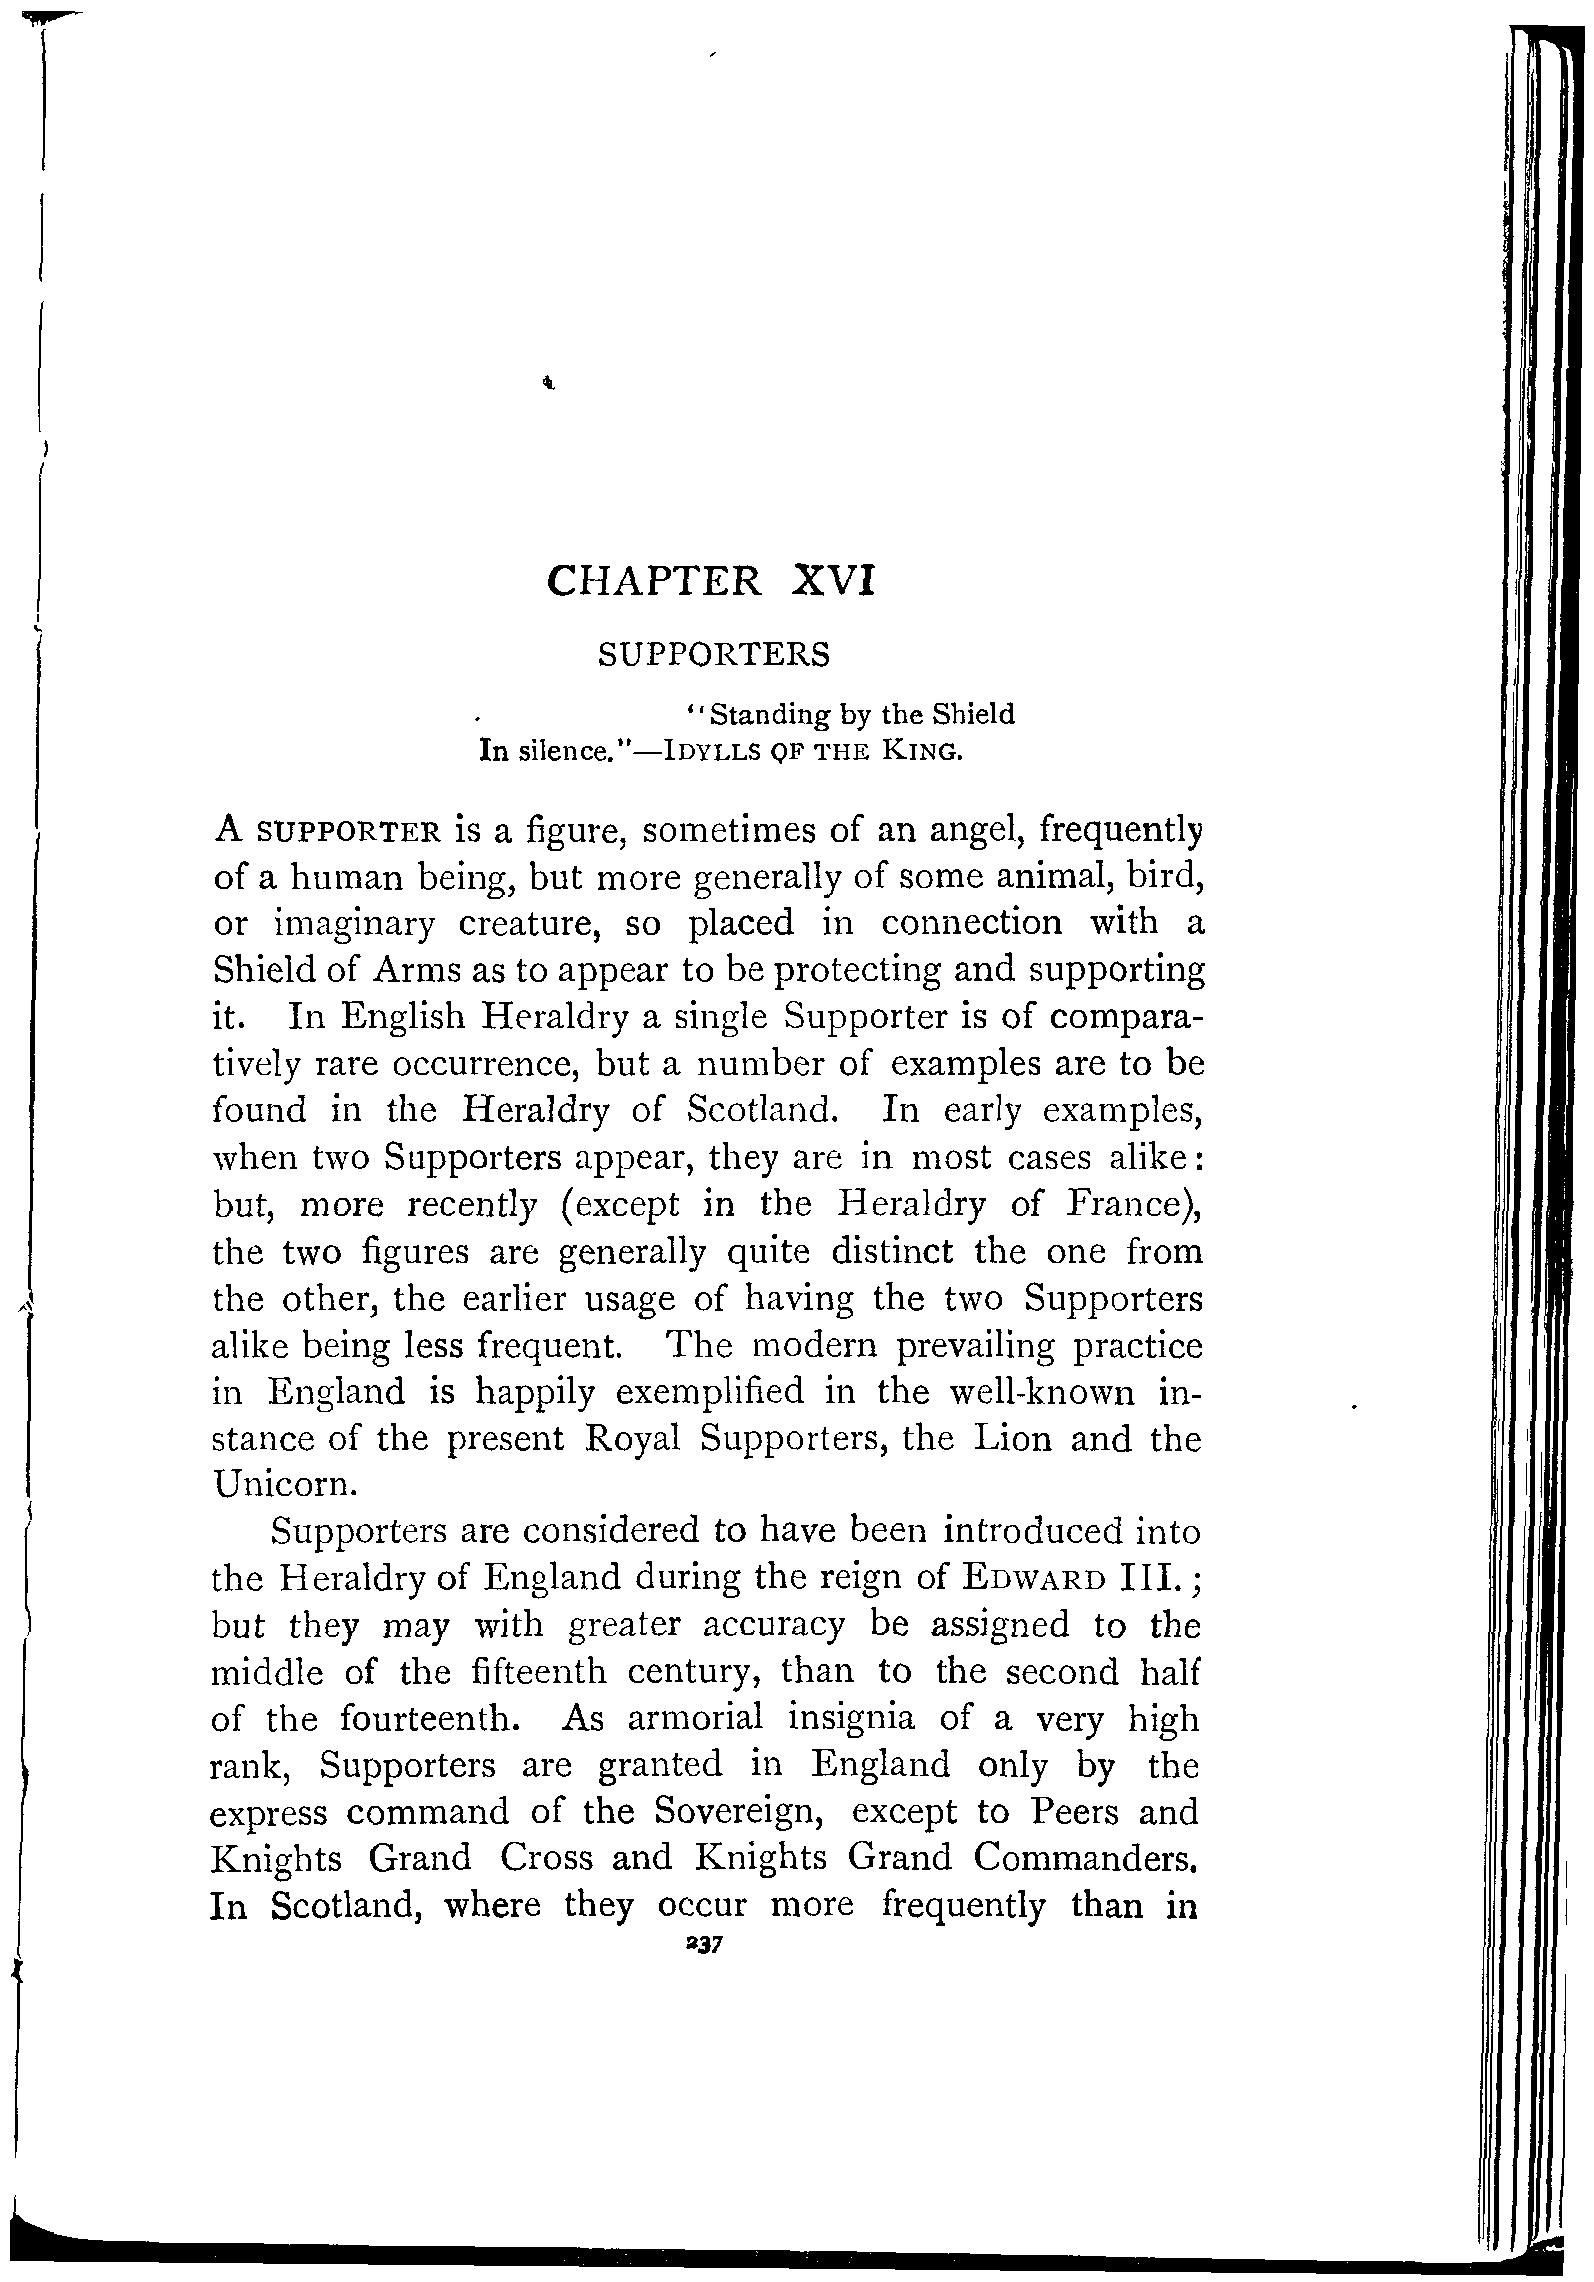 CHAPTER XVI
SUPPORTERS
"Standing by the Shield
In silence."—IDYLLS OF THE KING.
A SUPPORTER is a figure, sometimes of an angel, frequently
of a human being, but more generally of some animal, bird,
or imaginary creature, so placed in connection with a
Shield of Arms as to appear to be protecting and supporting
it. In English Heraldry a single Supporter is of compara-
tively rare occurrence, but a number of examples are to be
found in the Heraldry of Scotland. In early examples,
when two Supporters appear, they are in most cases alike:
but, more recently (except in the Heraldry of France),
the two figures are generally quite distinct the one from
the other, the earlier usage of having the two Supporters
alike being less frequent. The modern prevailing practice
in England is happily exemplified in the well-known in-
stance of the present Royal Supporters, the Lion and the
Unicorn.
Supporters are considered to have been introduced into
the Heraldry of England during the reign of EDWARD III.;
but they may with greater accuracy be assigned to the
middle of the fifteenth century, than to the second half
of the fourteenth. As armorial insignia of a very high
rank, Supporters are granted in England only by the
express command of the Sovereign, except to Peers and
Knights Grand Cross and Knights Grand Commanders.
In Scotland, where they occur more frequently than in
237